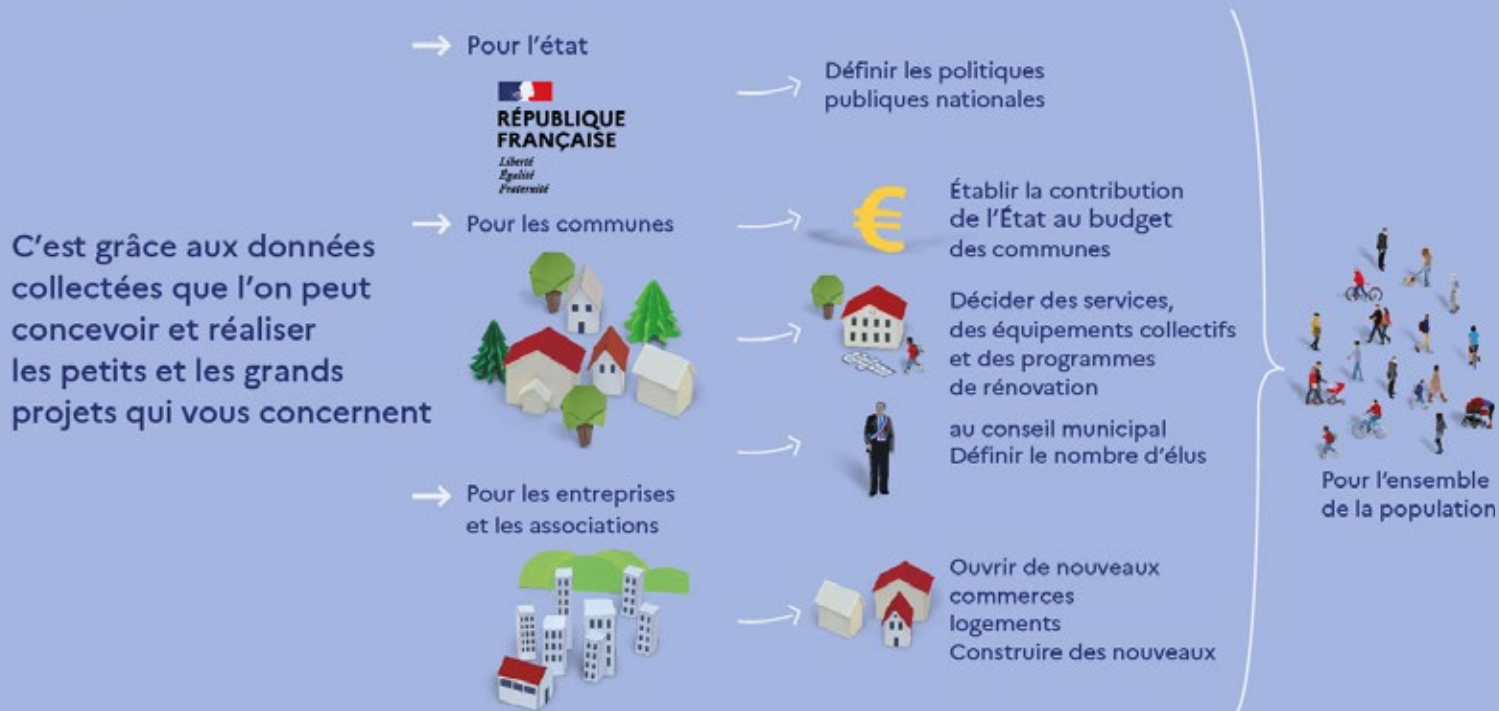 C'est grâce aux données
collectées que l'on peut
concevoir et réaliser
les petits et les grands
projets qui vous concernent
Pour l'état
RÉPUBLIQUE
FRANÇAISE
Liberté
Égalité
Fraternité
Définir les politiques
publiques nationales
Pour les communes
Établir la contribution
de l'État au budget
des communes
Décider des services,
des équipements collectifs
et des programmes
de rénovation
au conseil municipal
Définir le nombre d'élus
Pour les entreprises
et les associations
Ouvrir de nouveaux
commerces
logements
Construire des nouveaux
Pour l'ensemble
de la population